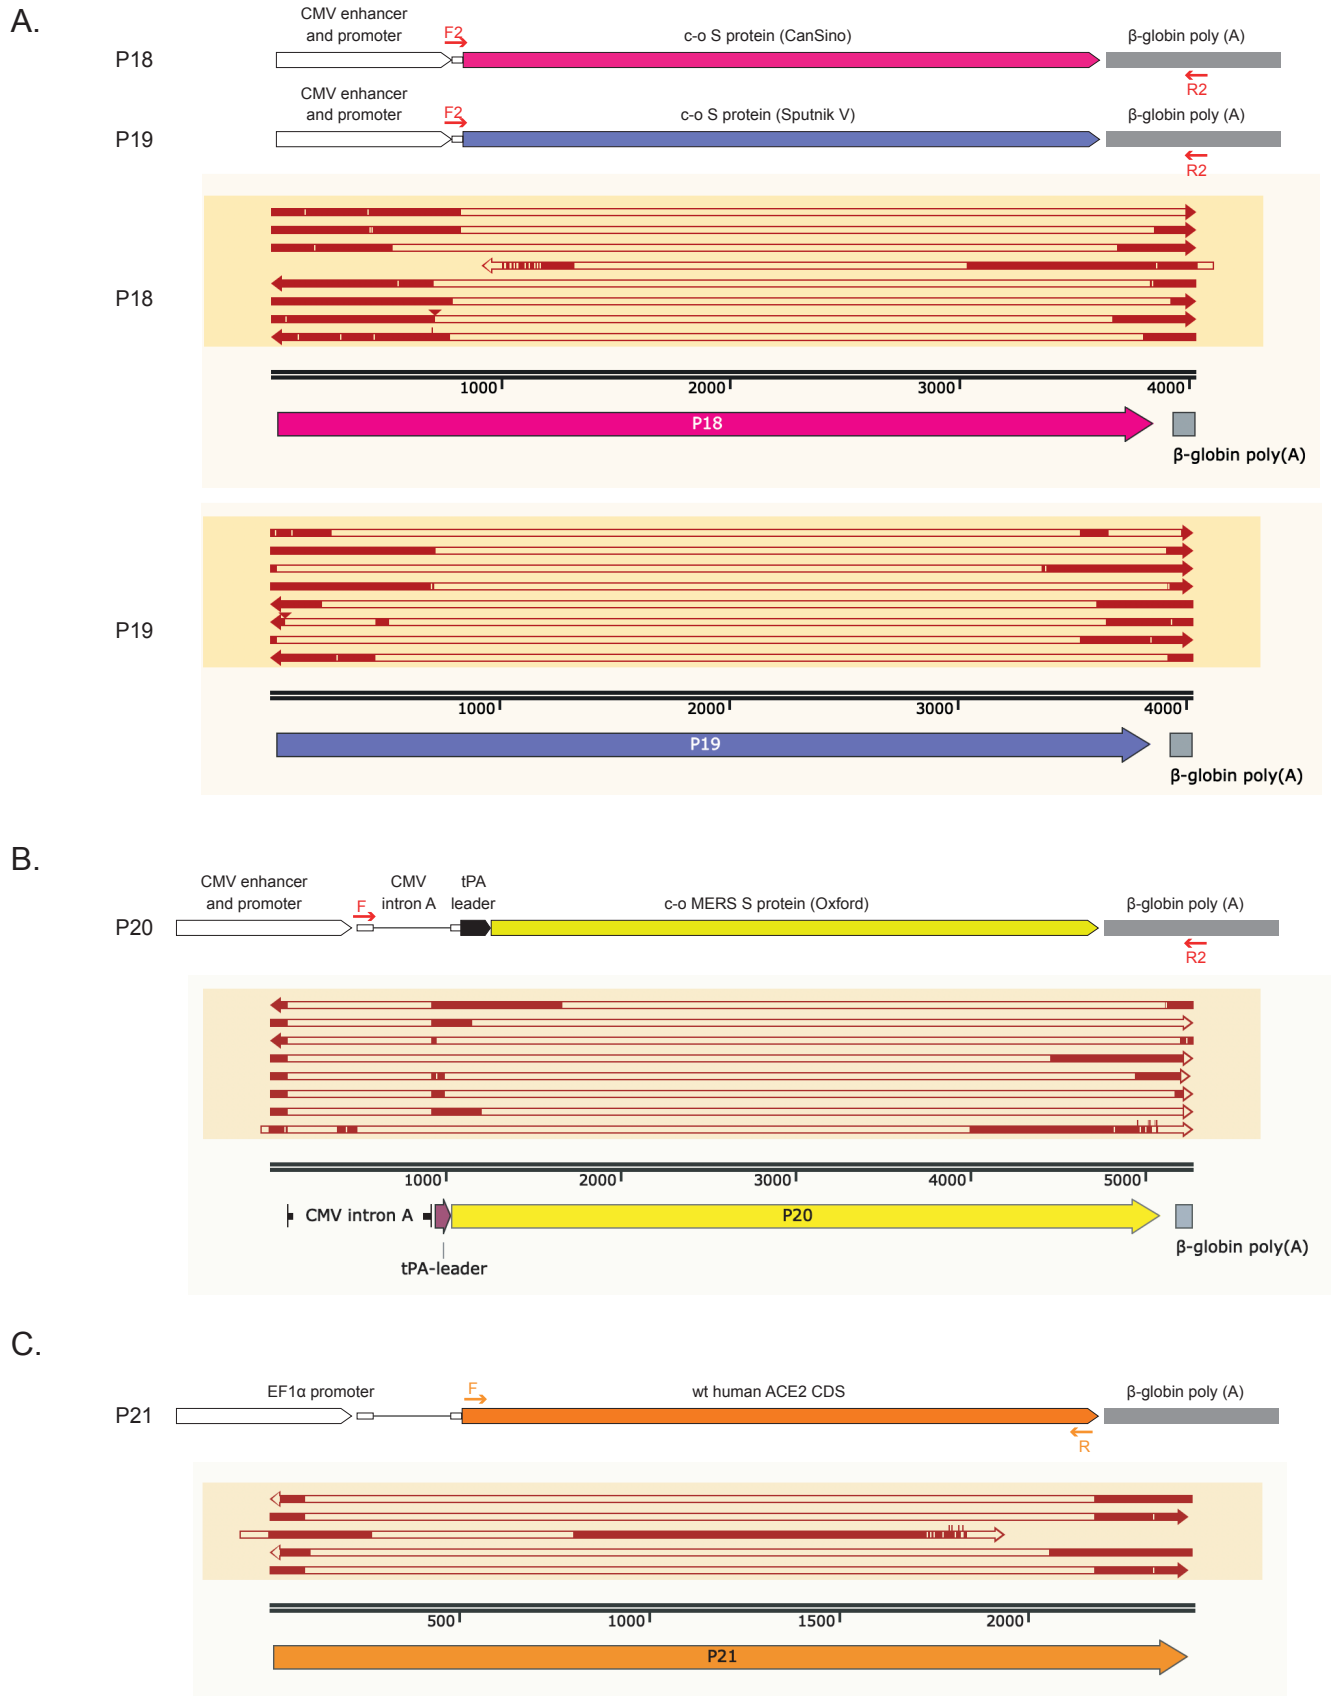 A.
CMV enhancer
and promoter
F2
c-o S protein (CanSino)
β-globin poly (A)
P18
R2
CMV enhancer
and promoter
F2
c-o S protein (Sputnik V)
β-globin poly (A)
P19
R2
P18
1000 2000 3000 4000
P18
β-globin poly(A)
P19
1000 2000 3000 4000
P19
β-globin poly(A)
B.
CMV enhancer
and promoter
F
CMV
intron A
tPA
leader
c-o MERS S protein (Oxford)
β-globin poly (A)
P20
R2
1000 2000 3000 4000 5000
CMV intron A
P20
β-globin poly(A)
tPA-leader
C.
EF1α promoter
F
wt human ACE2 CDS
β-globin poly (A)
P21
R
500 1000 1500 2000
P21